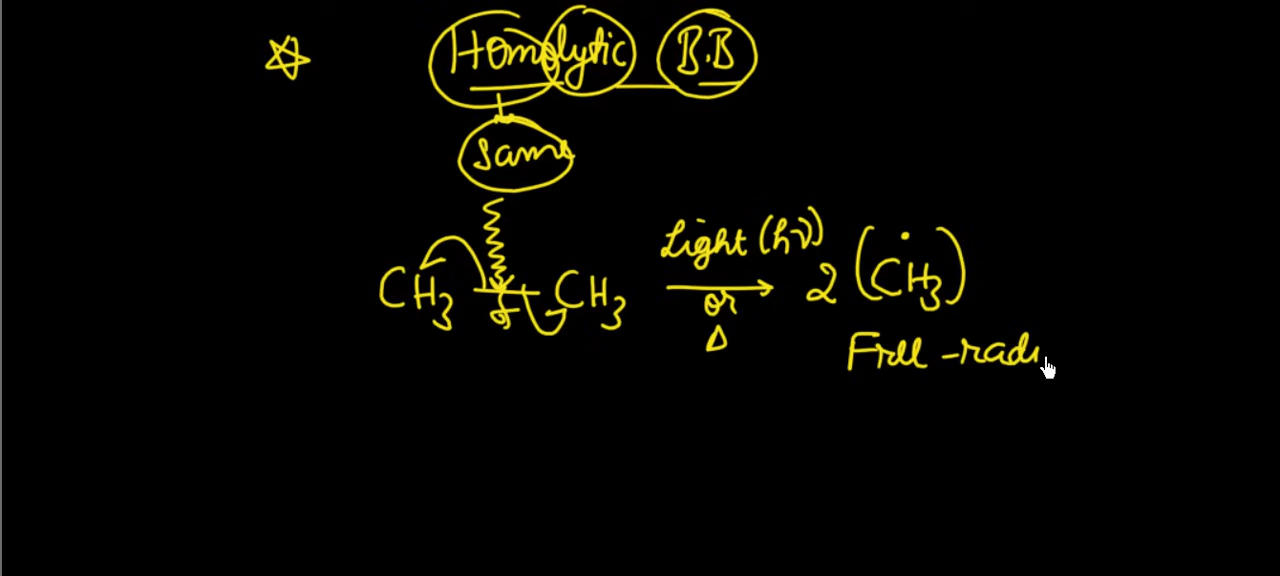 ☆ Homolytic B.B
Same
CH3 σ CH3 Light (hν) or Δ 2 (ĊH3)
Free-radi